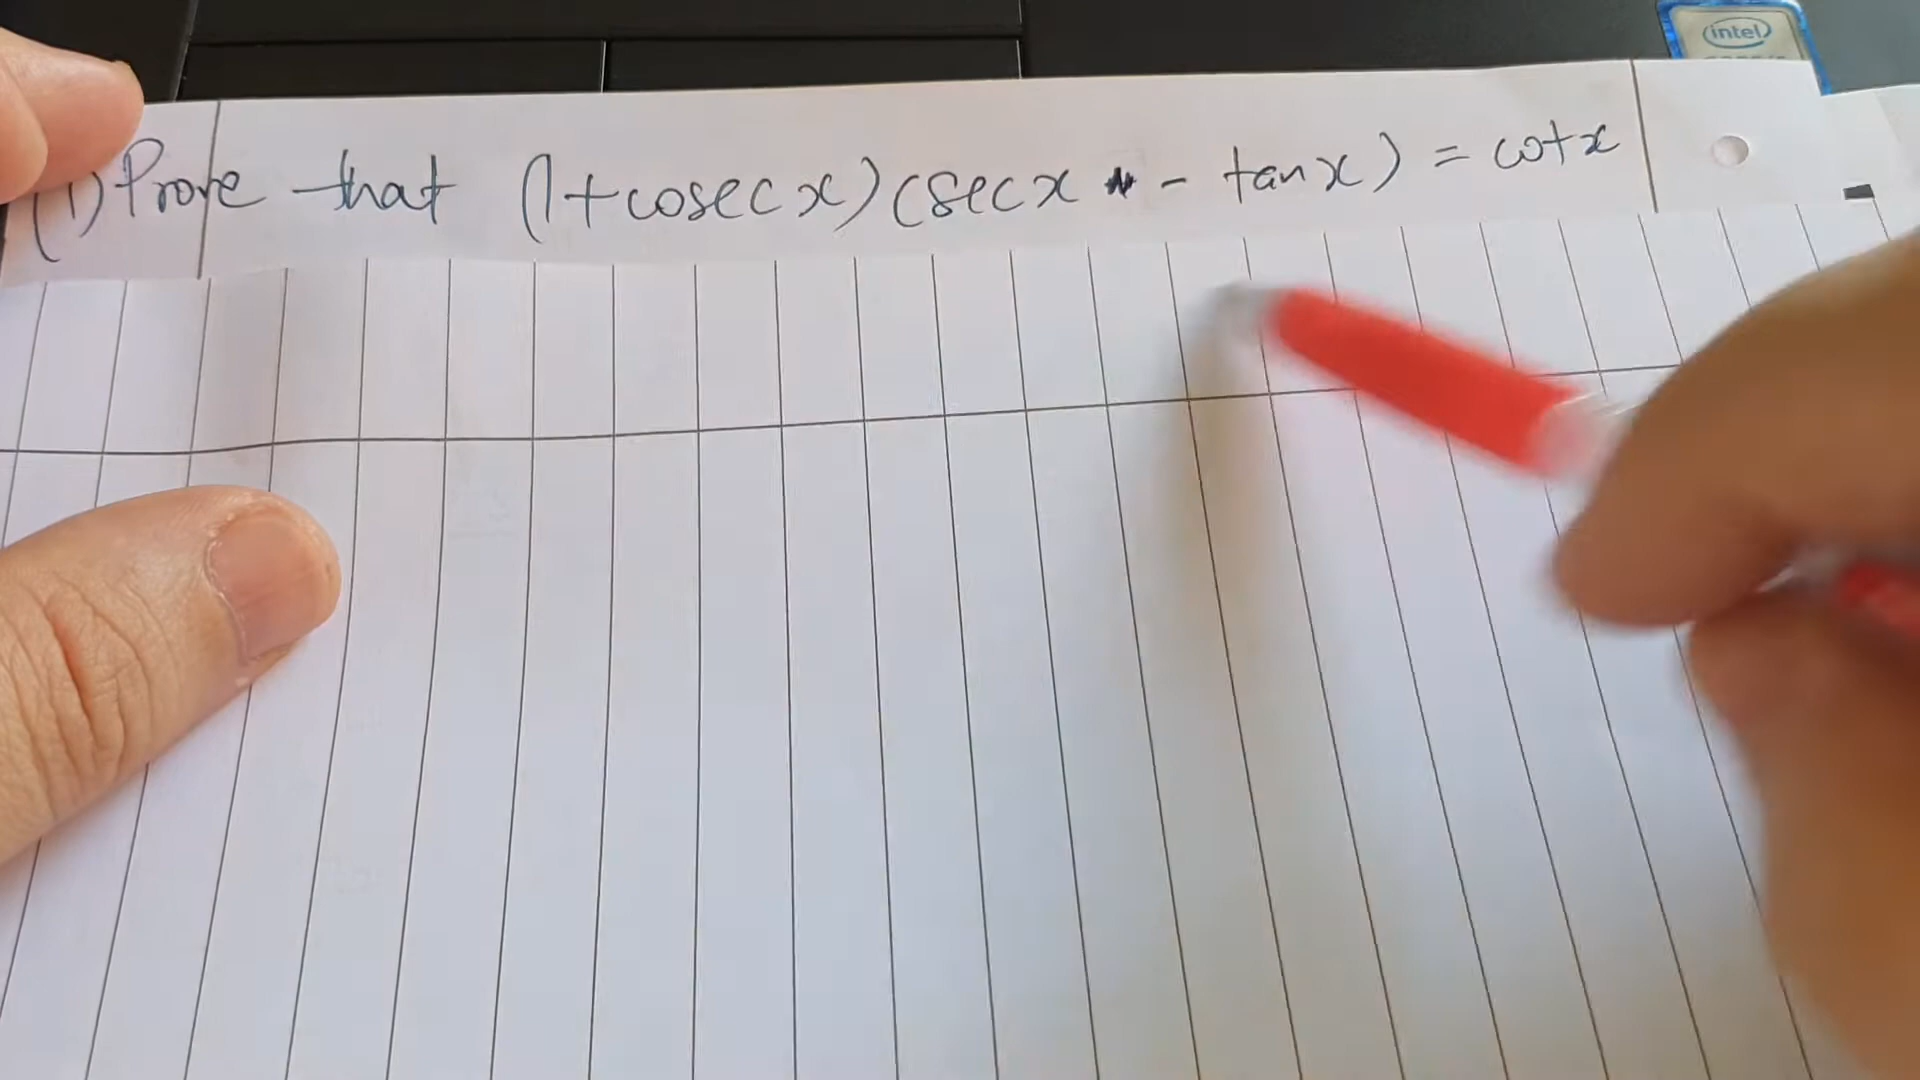 (1) Prove that (1+cosec x)(sec x - tan x) = cot x
intel